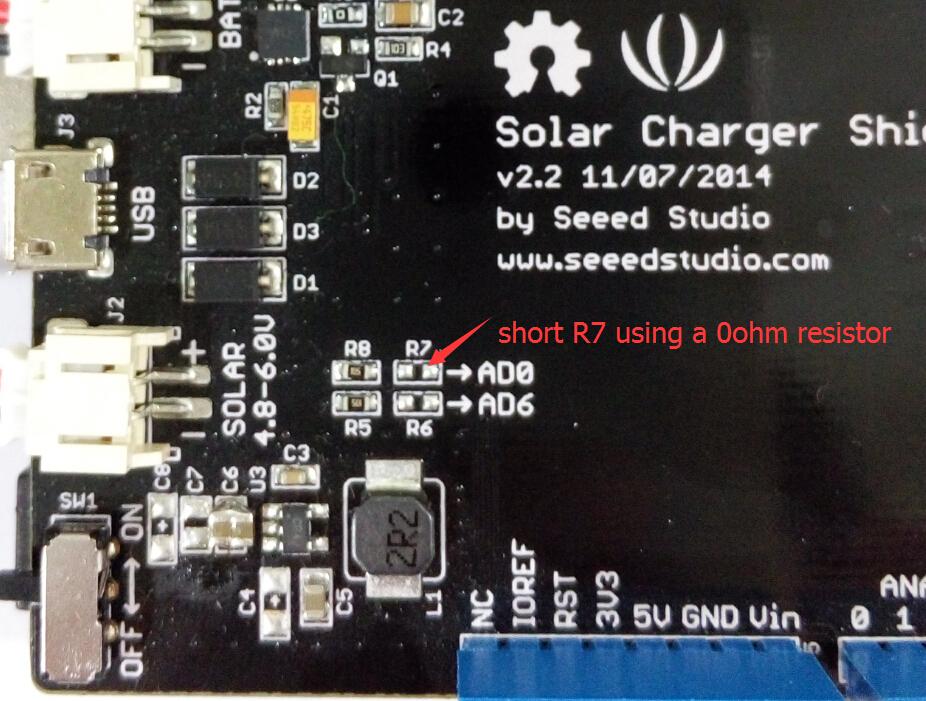 BAT
C2
R4
Q1
R2
C1
J3
USB
D2
D3
D1
Solar Charger Shi
v2.2 11/07/2014
by Seeed Studio
www.seeedstudio.com
short R7 using a 0ohm resistor
J2
SOLAR
4.8-6.0V
R8
R7
→AD0
→AD6
R5
R6
C3
C8
C7
C6
U3
SW1
ON
OFF ↔
C4
C5
2R2
L1
NC
IOREF
RST
3V3
5V GND Vin
ANA
0 1
103